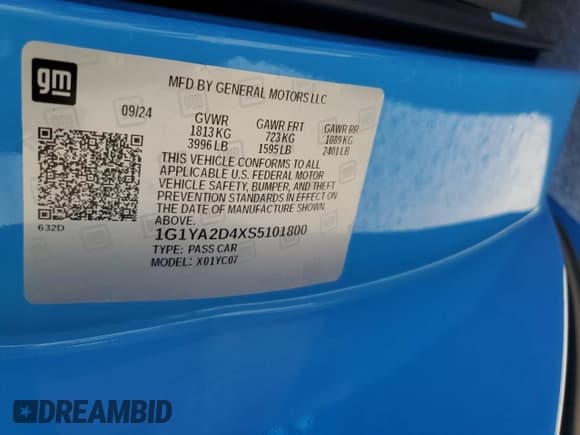 gm
MFD BY GENERAL MOTORS LLC
09/24
GVWR
1813 KG
3996 LB
GAWR FRT
723 KG
1595 LB
GAWR RR
1089 KG
2401 LB
THIS VEHICLE CONFORMS TO ALL
APPLICABLE U.S. FEDERAL MOTOR
VEHICLE SAFETY, BUMPER, AND THEFT
PREVENTION STANDARDS IN EFFECT ON
THE DATE OF MANUFACTURE SHOWN
ABOVE.
632D
1G1YA2D4XS5101800
TYPE: PASS CAR
MODEL: X01YC07
DREAMBID